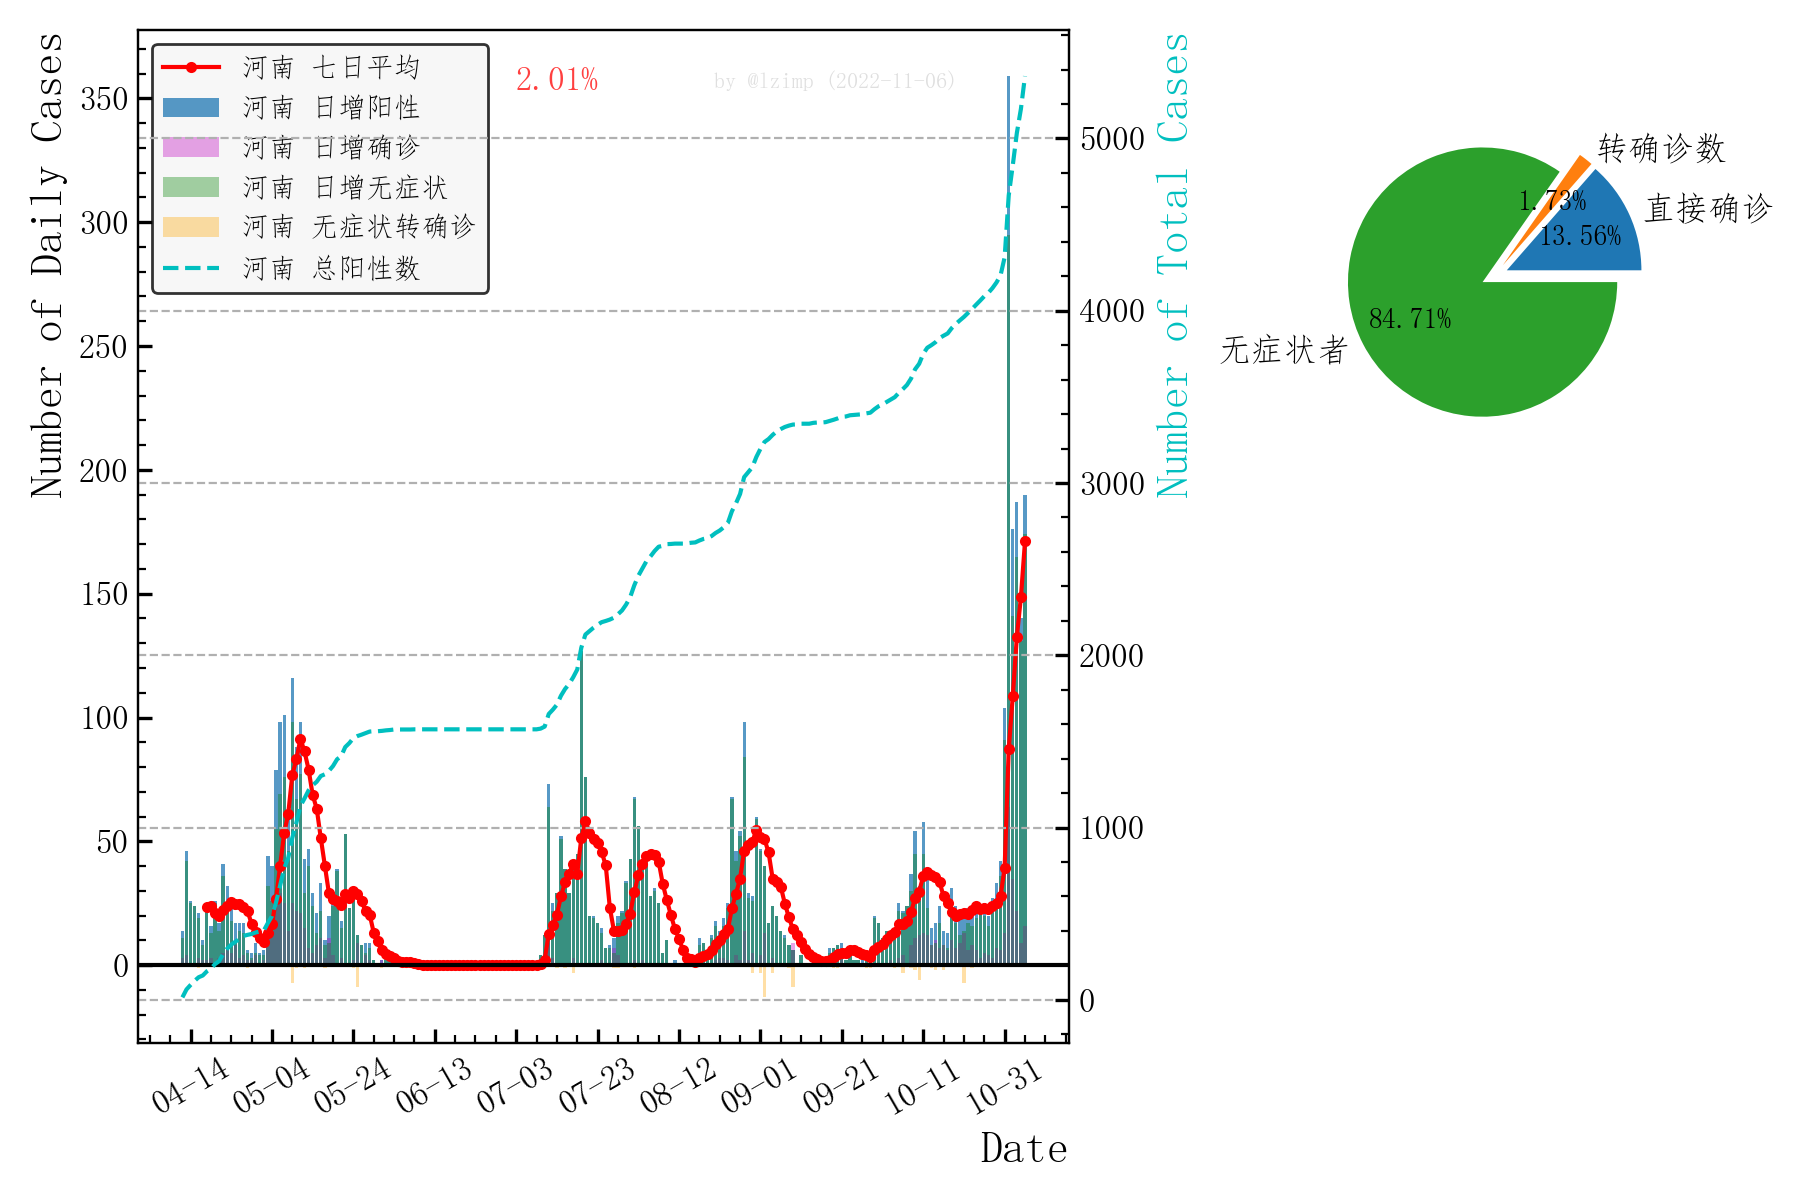 Number of Daily Cases
350
300
250
200
150
100
50
0
河南 七日平均
河南 日增阳性
河南 日增确诊
河南 日增无症状
河南 无症状转确诊
河南 总阳性数
2.01%
by @lzimp (2022-11-06)
5000
4000
3000
2000
1000
0
Number of Total Cases
04-14
05-04
05-24
06-13
07-03
07-23
08-12
09-01
09-21
10-11
10-31
Date
转确诊数
1.73%
直接确诊
13.56%
84.71%
无症状者